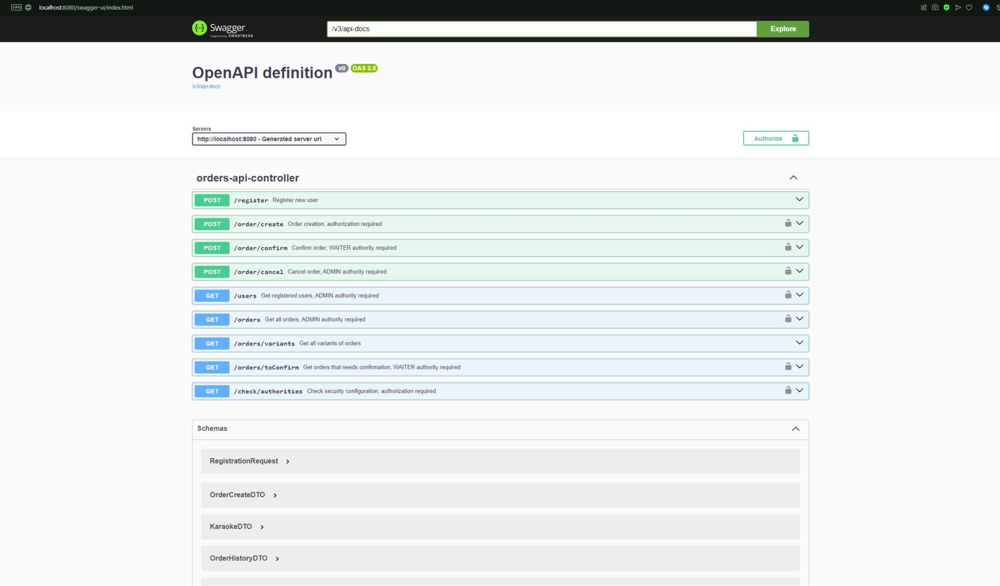 VPN localhost:8080/swagger-ui/index.html
Swagger.
Supported by SMARTBEAR
/v3/api-docs
Explore
OpenAPI definition v0 OAS 3.0
/v3/api-docs
Servers
http://localhost:8080 - Generated server url
Authorize
orders-api-controller
POST /register Register new user
POST /order/create Order creation, authorization required
POST /order/confirm Confirm order, WAITER authority required
POST /order/cancel Cancel order, ADMIN authority required
GET /users Get registered users, ADMIN authority required
GET /orders Get all orders, ADMIN authority required
GET /orders/variants Get all variants of orders
GET /orders/toConfirm Get orders that needs confirmation, WAITER authority required
GET /check/authorities Check security configuration, authorization required
Schemas
RegistrationRequest
OrderCreateDTO
KaraokeDTO
OrderHistoryDTO